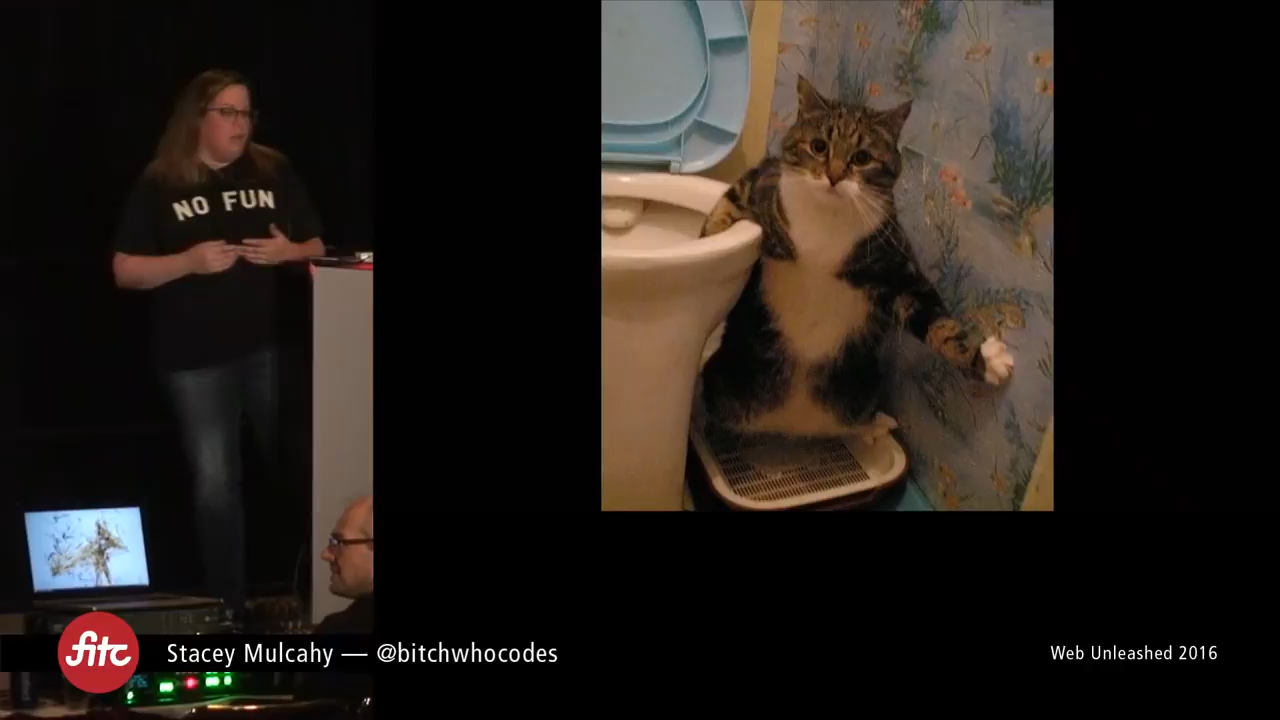 NO FUN
fitc
Stacey Mulcahy — @bitchwhocodes
Web Unleashed 2016